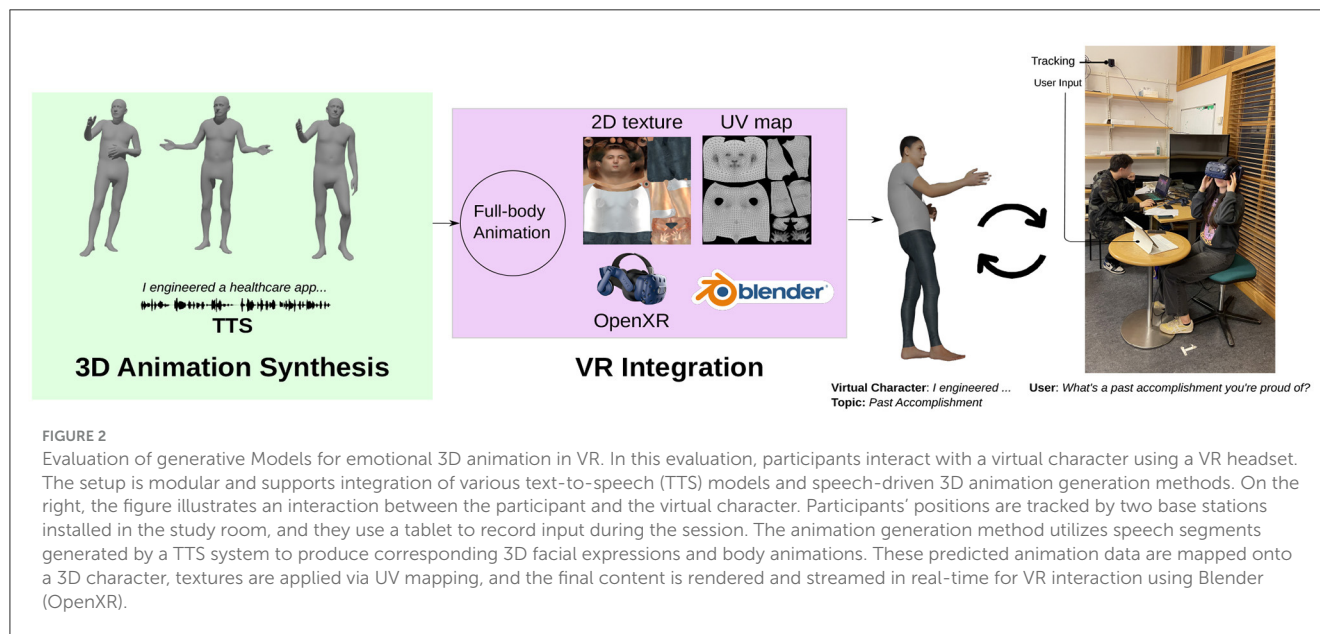 Tracking
User Input
2D texture
UV map
Full-body
Animation
I engineered a healthcare app...
TTS
OpenXR
blender
3D Animation Synthesis
VR Integration
Virtual Character: I engineered ...
Topic: Past Accomplishment
User: What's a past accomplishment you're proud of?
1
FIGURE 2
Evaluation of generative Models for emotional 3D animation in VR. In this evaluation, participants interact with a virtual character using a VR headset.
The setup is modular and supports integration of various text-to-speech (TTS) models and speech-driven 3D animation generation methods. On the
right, the figure illustrates an interaction between the participant and the virtual character. Participants' positions are tracked by two base stations
installed in the study room, and they use a tablet to record input during the session. The animation generation method utilizes speech segments
generated by a TTS system to produce corresponding 3D facial expressions and body animations. These predicted animation data are mapped onto
a 3D character, textures are applied via UV mapping, and the final content is rendered and streamed in real-time for VR interaction using Blender
(OpenXR).